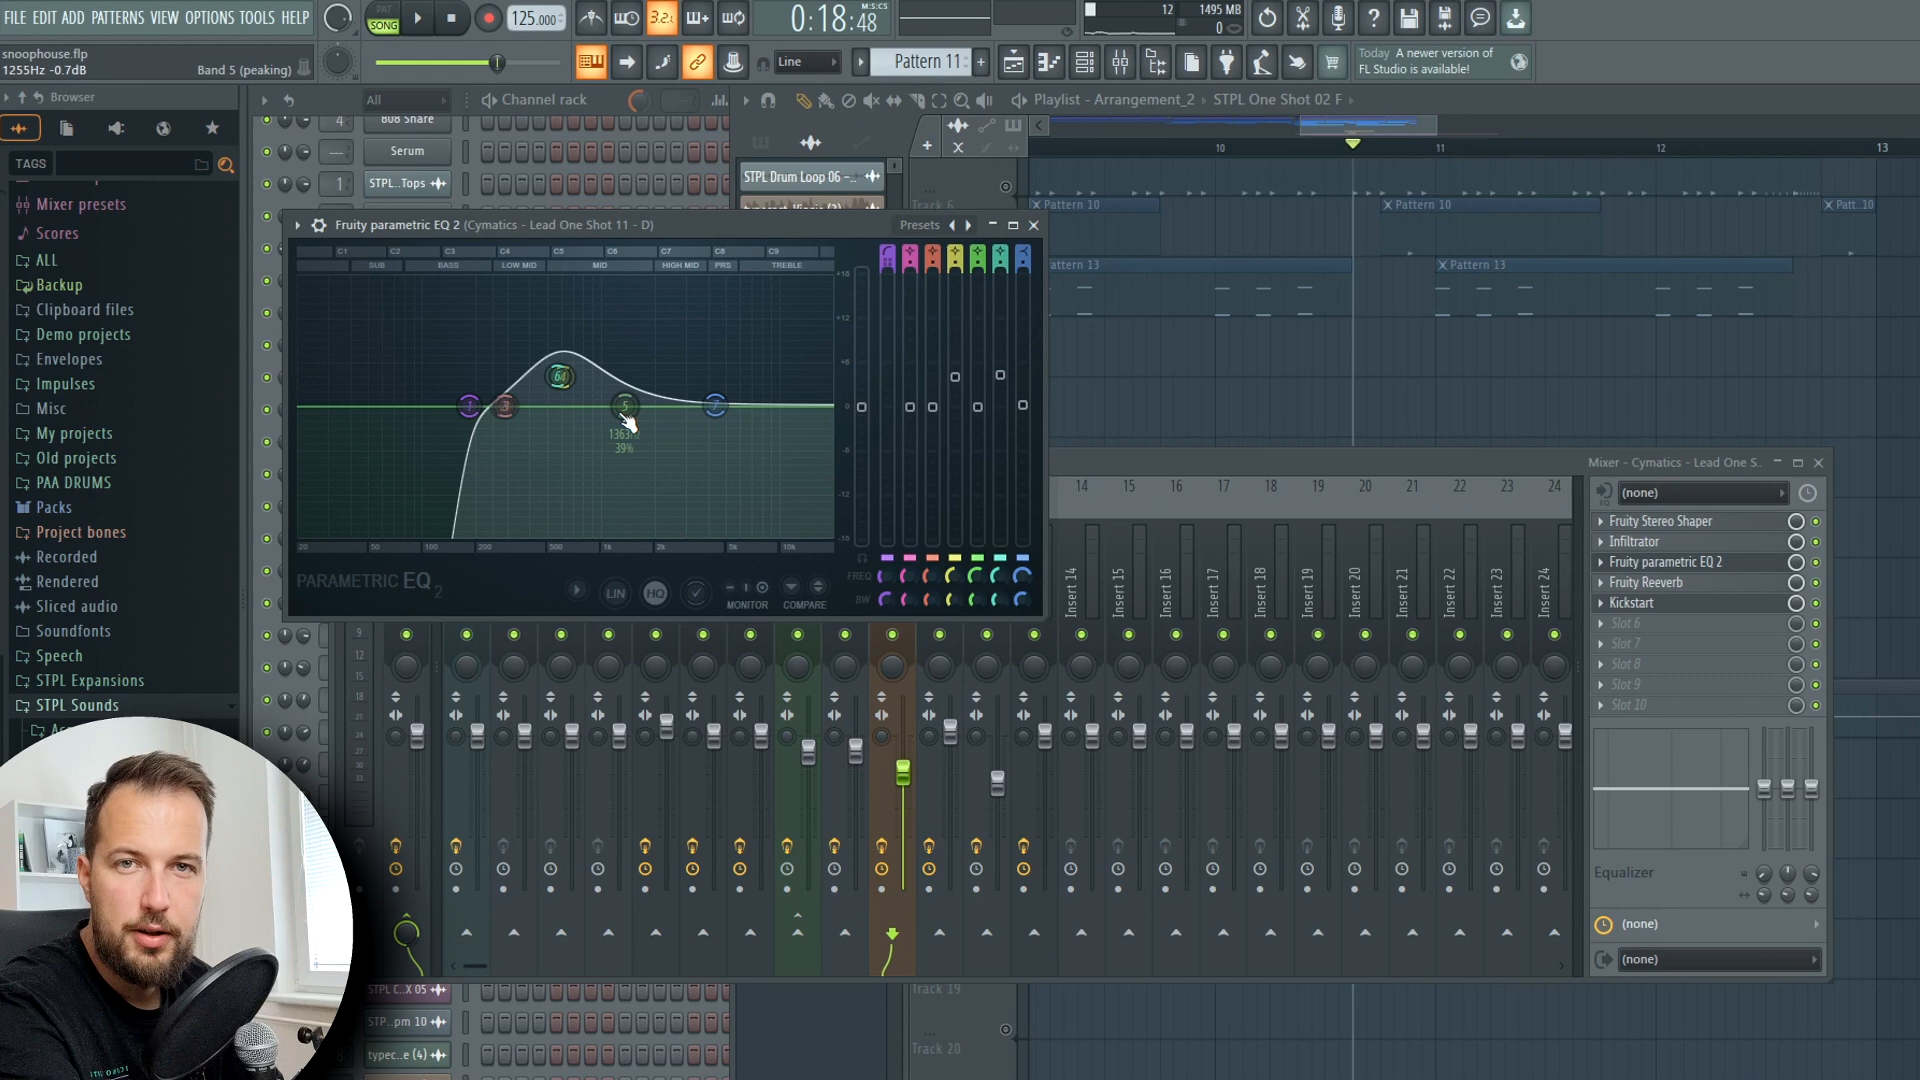 FILE EDIT ADD PATTERNS VIEW OPTIONS TOOLS HELP
PAT
SONG
125.000
3.2.
0:18:48
M:S:CS
12
1495 MB
0
snoophouse.flp
1255Hz -0.7dB
Band 5 (peaking)
Line
Pattern 11
Today A newer version of
FL Studio is available!
Browser
All
Channel rack
Playlist - Arrangement_2
STPL One Shot 02 F
TAGS
4
Serum
1
STPL..Tops
STPL Drum Loop 06 -..
10
11
12
13
Track 6
Pattern 10
Pattern 10
Patt..10
attern 13
Pattern 13
Mixer presets
Scores
ALL
Backup
Clipboard files
Demo projects
Envelopes
Impulses
Misc
My projects
Old projects
PAA DRUMS
Packs
Project bones
Recorded
Rendered
Sliced audio
Soundfonts
Speech
STPL Expansions
STPL Sounds
Fruity parametric EQ 2 (Cymatics - Lead One Shot 11 - D)
Presets
C1 C2 C3 C4 C5 C6 C7 C8 C9
SUB BASS LOW MID MID HIGH MID PRS TREBLE
+18
+12
+6
0
-6
-12
-18
1 3 6 5 7
39%
20 50 100 200 500 1k 2k 5k 10k
PARAMETRIC EQ 2
LIN
HQ
MONITOR
COMPARE
FREQ
BW
Mixer - Cymatics - Lead One S..
14 15 16 17 18 19 20 21 22 23 24
Insert 14
Insert 15
Insert 16
Insert 17
Insert 18
Insert 19
Insert 20
Insert 21
Insert 22
Insert 23
Insert 24
(none)
EQ
Fruity Stereo Shaper
Infiltrator
Fruity parametric EQ 2
Fruity Reeverb
Kickstart
Slot 6
Slot 7
Slot 8
Slot 9
Slot 10
9
12
15
18
21
24
27
30
33
Equalizer
(none)
(none)
STPL C..X 05
STP..pm 10
typec..e (4)
Track 19
Track 20